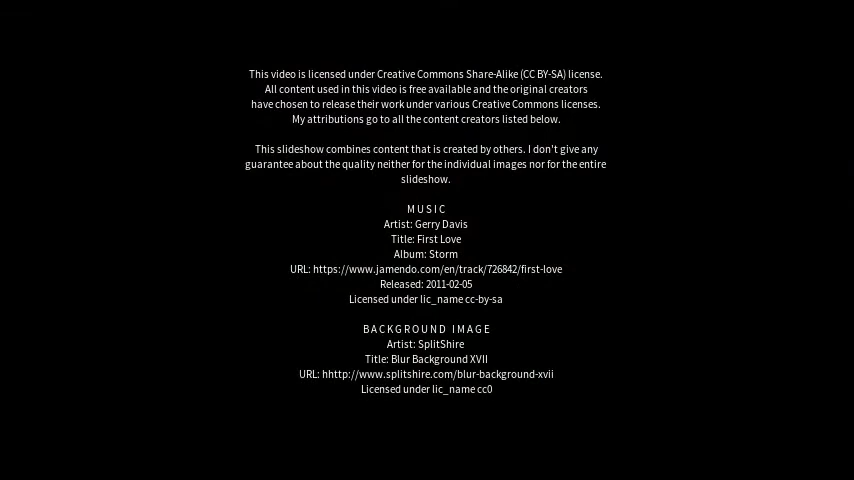 This video is licensed under Creative Commons Share-Alike (CC BY-SA) license.
All content used in this video is free available and the original creators
have chosen to release their work under various Creative Commons licenses.
My attributions go to all the content creators listed below.
This slideshow combines content that is created by others. I don't give any
guarantee about the quality neither for the individual images nor for the entire
slideshow.
MUSIC
Artist: Gerry Davis
Title: First Love
Album: Storm
URL: https://www.jamendo.com/en/track/726842/first-love
Released: 2011-02-05
Licensed under lic_name cc-by-sa
BACKGROUND IMAGE
Artist: SplitShire
Title: Blur Background XVII
URL: hhttp://www.splitshire.com/blur-background-xvii
Licensed under lic_name cc0